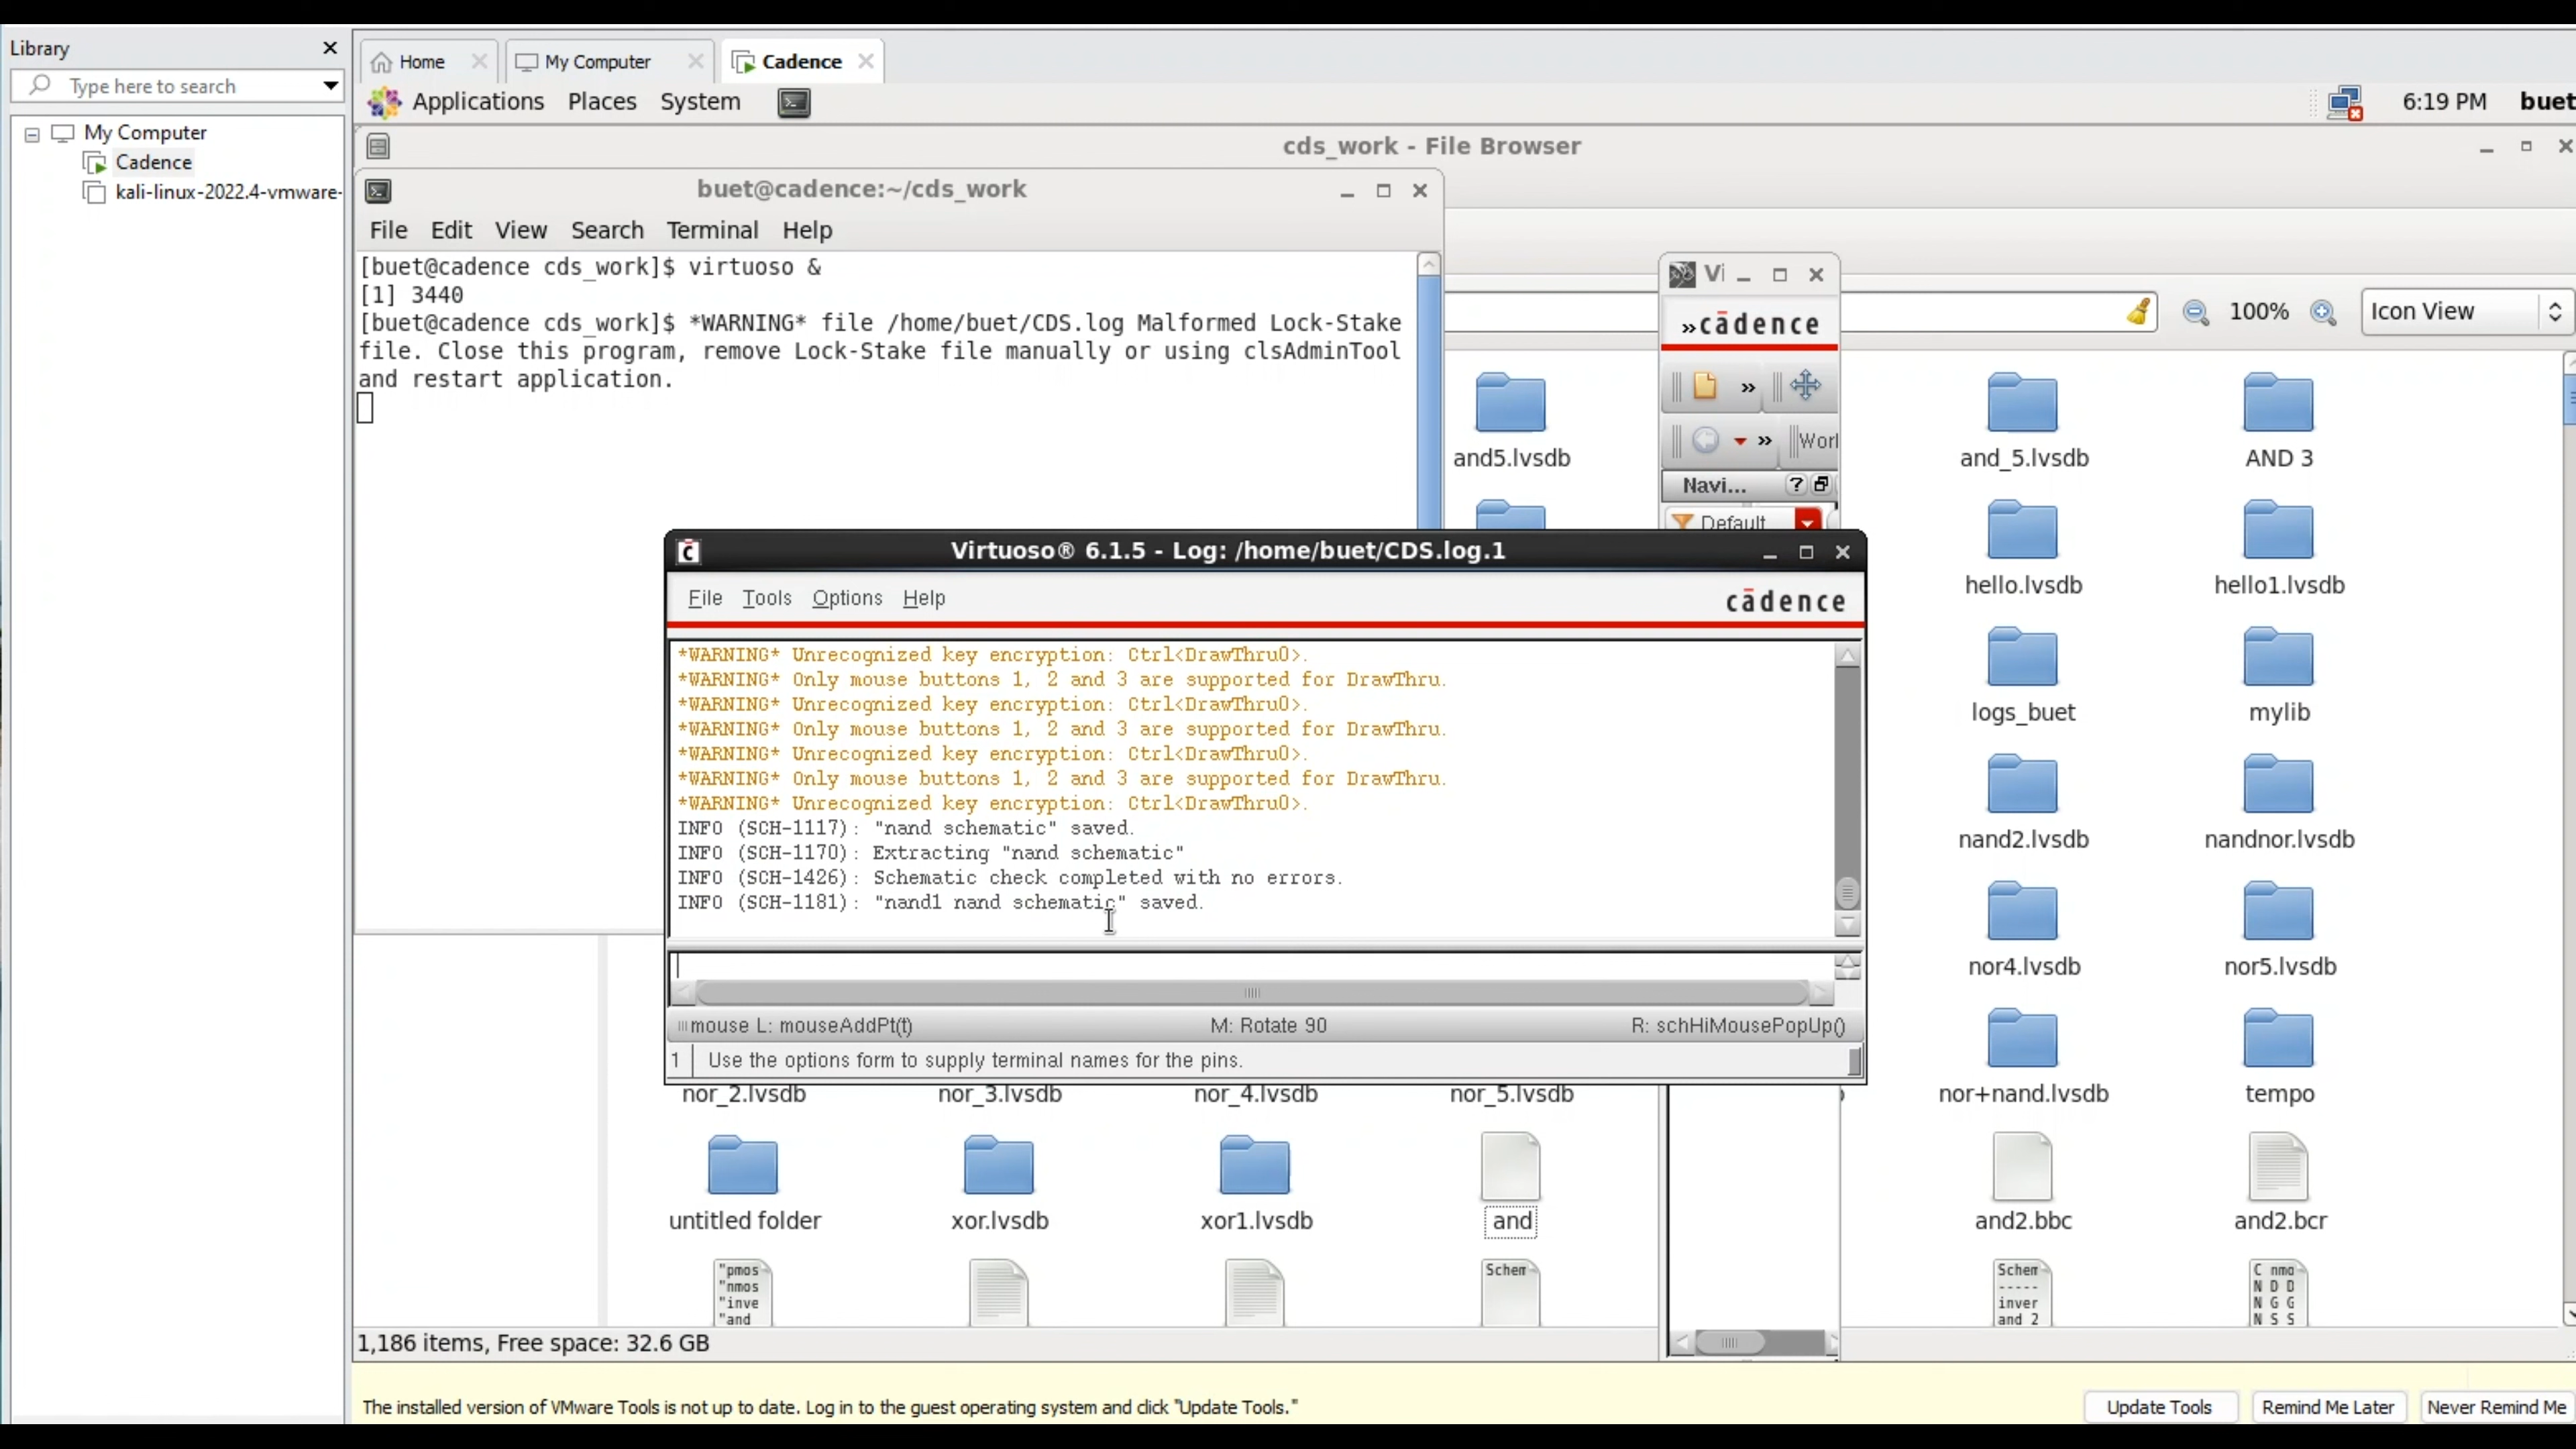 Library
Type here to search
My Computer
Cadence
kali-linux-2022.4-vmware-
Home
My Computer
Cadence
Applications Places System
6:19 PM buet
cds_work - File Browser
buet@cadence:~/cds_work
File Edit View Search Terminal Help
[buet@cadence cds_work]$ virtuoso &
[1] 3440
[buet@cadence cds_work]$ *WARNING* file /home/buet/CDS.log Malformed Lock-Stake
file. Close this program, remove Lock-Stake file manually or using clsAdminTool
and restart application.
Vi
»cādence
» 
» Worl
Navi... ?
Default
100% Icon View
and5.lvsdb and_5.lvsdb AND 3
hello.lvsdb hello1.lvsdb
logs_buet mylib
nand2.lvsdb nandnor.lvsdb
nor4.lvsdb nor5.lvsdb
nor+nand.lvsdb tempo
Virtuoso® 6.1.5 - Log: /home/buet/CDS.log.1
File Tools Options Help cādence
*WARNING* Unrecognized key encryption: Ctrl<DrawThru0>.
*WARNING* Only mouse buttons 1, 2 and 3 are supported for DrawThru.
*WARNING* Unrecognized key encryption: Ctrl<DrawThru0>.
*WARNING* Only mouse buttons 1, 2 and 3 are supported for DrawThru.
*WARNING* Unrecognized key encryption: Ctrl<DrawThru0>.
*WARNING* Only mouse buttons 1, 2 and 3 are supported for DrawThru.
*WARNING* Unrecognized key encryption: Ctrl<DrawThru0>.
INFO (SCH-1117): "nand schematic" saved.
INFO (SCH-1170): Extracting "nand schematic"
INFO (SCH-1426): Schematic check completed with no errors.
INFO (SCH-1181): "nand1 nand schematic" saved.
mouse L: mouseAddPt(t) M: Rotate 90 R: schHiMousePopUp()
1 Use the options form to supply terminal names for the pins.
nor_2.lvsdb nor_3.lvsdb nor_4.lvsdb nor_5.lvsdb
untitled folder xor.lvsdb xor1.lvsdb and and2.bbc and2.bcr
"pmos
"nmos
"inve
"and
Schem
Schem
-----
inver
and 2
C nmo
N D D
N G G
N S S
1,186 items, Free space: 32.6 GB
The installed version of VMware Tools is not up to date. Log in to the guest operating system and click "Update Tools."
Update Tools Remind Me Later Never Remind Me